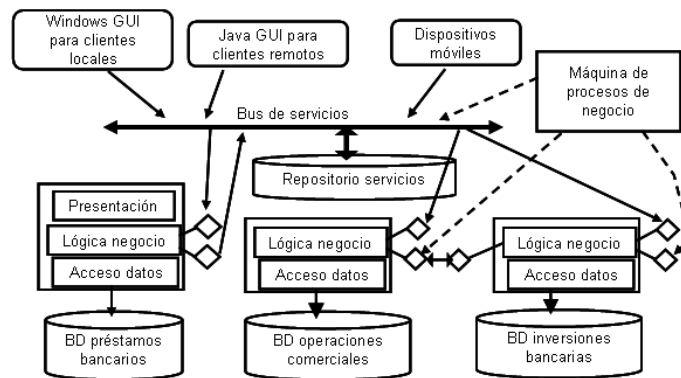 Windows GUI
para clientes
locales
Java GUI para
clientes remotos
Dispositivos
móviles
Máquina de
procesos de
negocio
Bus de servicios
Repositorio servicios
Presentación
Lógica negocio
Acceso datos
Lógica negocio
Acceso datos
Lógica negocio
Acceso datos
BD préstamos
bancarios
BD operaciones
comerciales
BD inversiones
bancarias